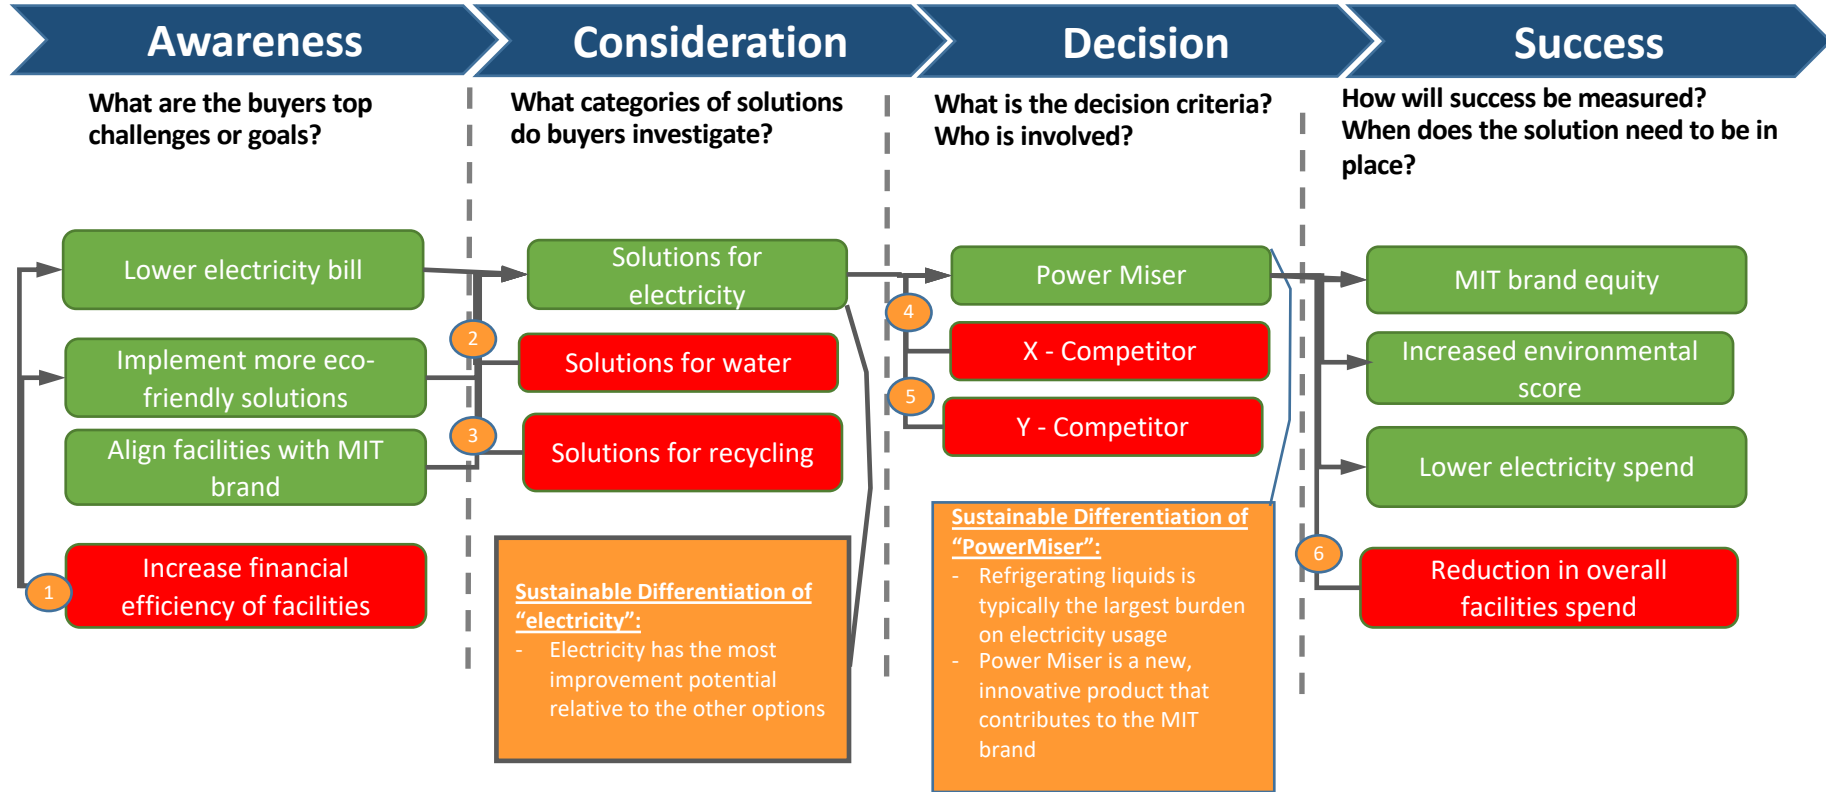 Awareness
Consideration
Decision
Success
What are the buyers top
challenges or goals?
What categories of solutions
do buyers investigate?
What is the decision criteria?
Who is involved?
How will success be measured?
When does the solution need to be in
place?
Lower electricity bill
Implement more eco-
friendly solutions
Align facilities with MIT
brand
1
Increase financial
efficiency of facilities
Solutions for
electricity
2
Solutions for water
3
Solutions for recycling
Sustainable Differentiation of
“electricity”:
- Electricity has the most
improvement potential
relative to the other options
Power Miser
4
X - Competitor
5
Y - Competitor
Sustainable Differentiation of
“PowerMiser”:
- Refrigerating liquids is
typically the largest burden
on electricity usage
- Power Miser is a new,
innovative product that
contributes to the MIT
brand
MIT brand equity
Increased environmental
score
Lower electricity spend
6
Reduction in overall
facilities spend